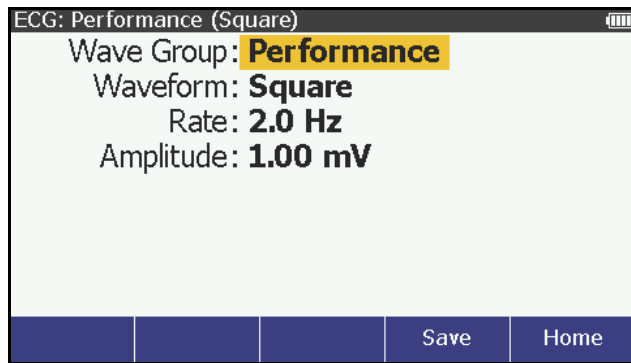 ECG: Performance (Square)
Wave Group: Performance
Waveform: Square
Rate: 2.0 Hz
Amplitude: 1.00 mV
Save Home